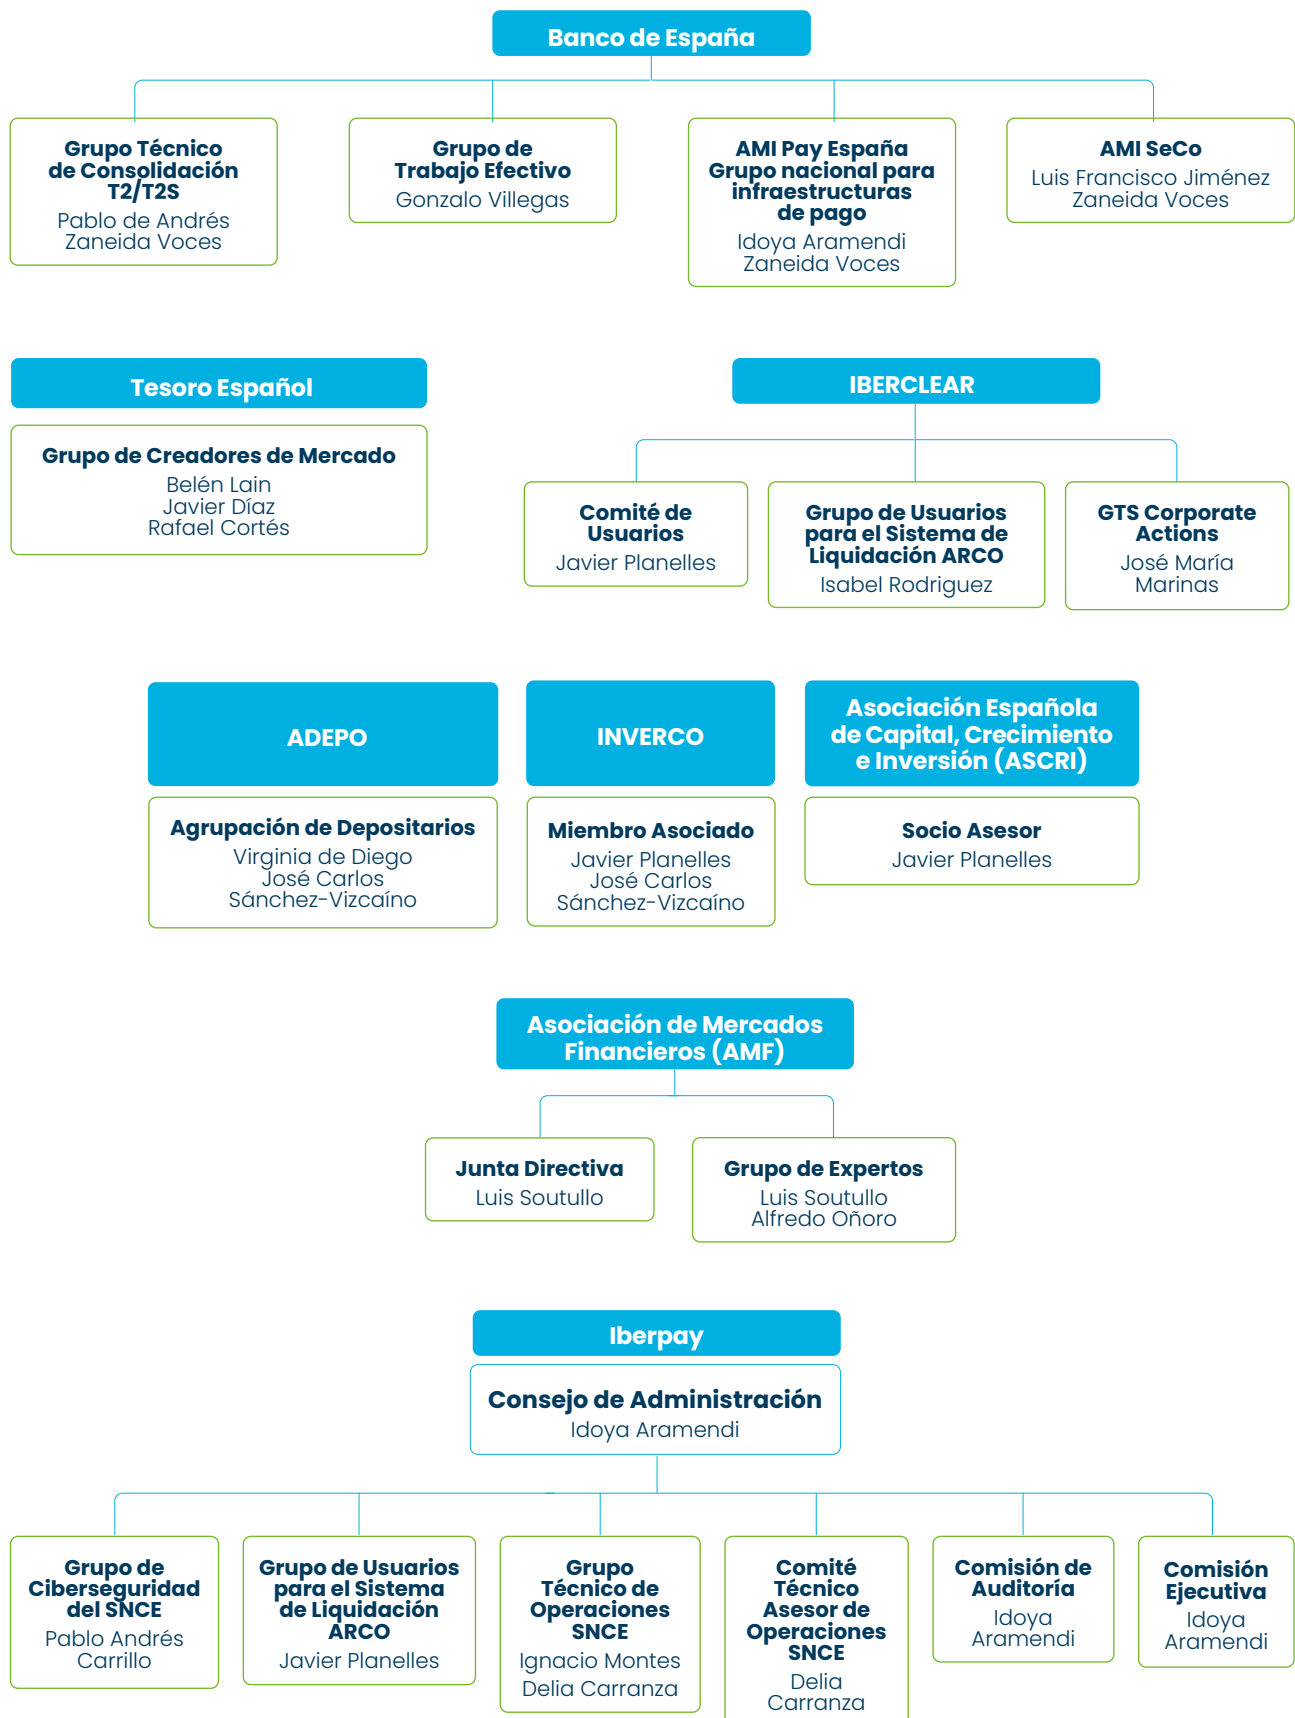 Banco de España
Grupo Técnico
de Consolidación
T2/T2S
Pablo de Andrés
Zaneida Voces
Grupo de
Trabajo Efectivo
Gonzalo Villegas
AMI Pay España
Grupo nacional para
infraestructuras
de pago
Idoya Aramendi
Zaneida Voces
AMI SeCo
Luis Francisco Jiménez
Zaneida Voces
Tesoro Español
Grupo de Creadores de Mercado
Belén Lain
Javier Díaz
Rafael Cortés
IBERCLEAR
Comité de
Usuarios
Javier Planelles
Grupo de Usuarios
para el Sistema de
Liquidación ARCO
Isabel Rodriguez
GTS Corporate
Actions
José María
Marinas
ADEPO
Agrupación de Depositarios
Virginia de Diego
José Carlos
Sánchez-Vizcaíno
INVERCO
Miembro Asociado
Javier Planelles
José Carlos
Sánchez-Vizcaíno
Asociación Española
de Capital, Crecimiento
e Inversión (ASCRI)
Socio Asesor
Javier Planelles
Asociación de Mercados
Financieros (AMF)
Junta Directiva
Luis Soutullo
Grupo de Expertos
Luis Soutullo
Alfredo Oñoro
Iberpay
Consejo de Administración
Idoya Aramendi
Grupo de
Ciberseguridad
del SNCE
Pablo Andrés
Carrillo
Grupo de Usuarios
para el Sistema
de Liquidación
ARCO
Javier Planelles
Grupo
Técnico de
Operaciones
SNCE
Ignacio Montes
Delia Carranza
Comité
Técnico
Asesor de
Operaciones
SNCE
Delia
Carranza
Comisión de
Auditoría
Idoya
Aramendi
Comisión
Ejecutiva
Idoya
Aramendi